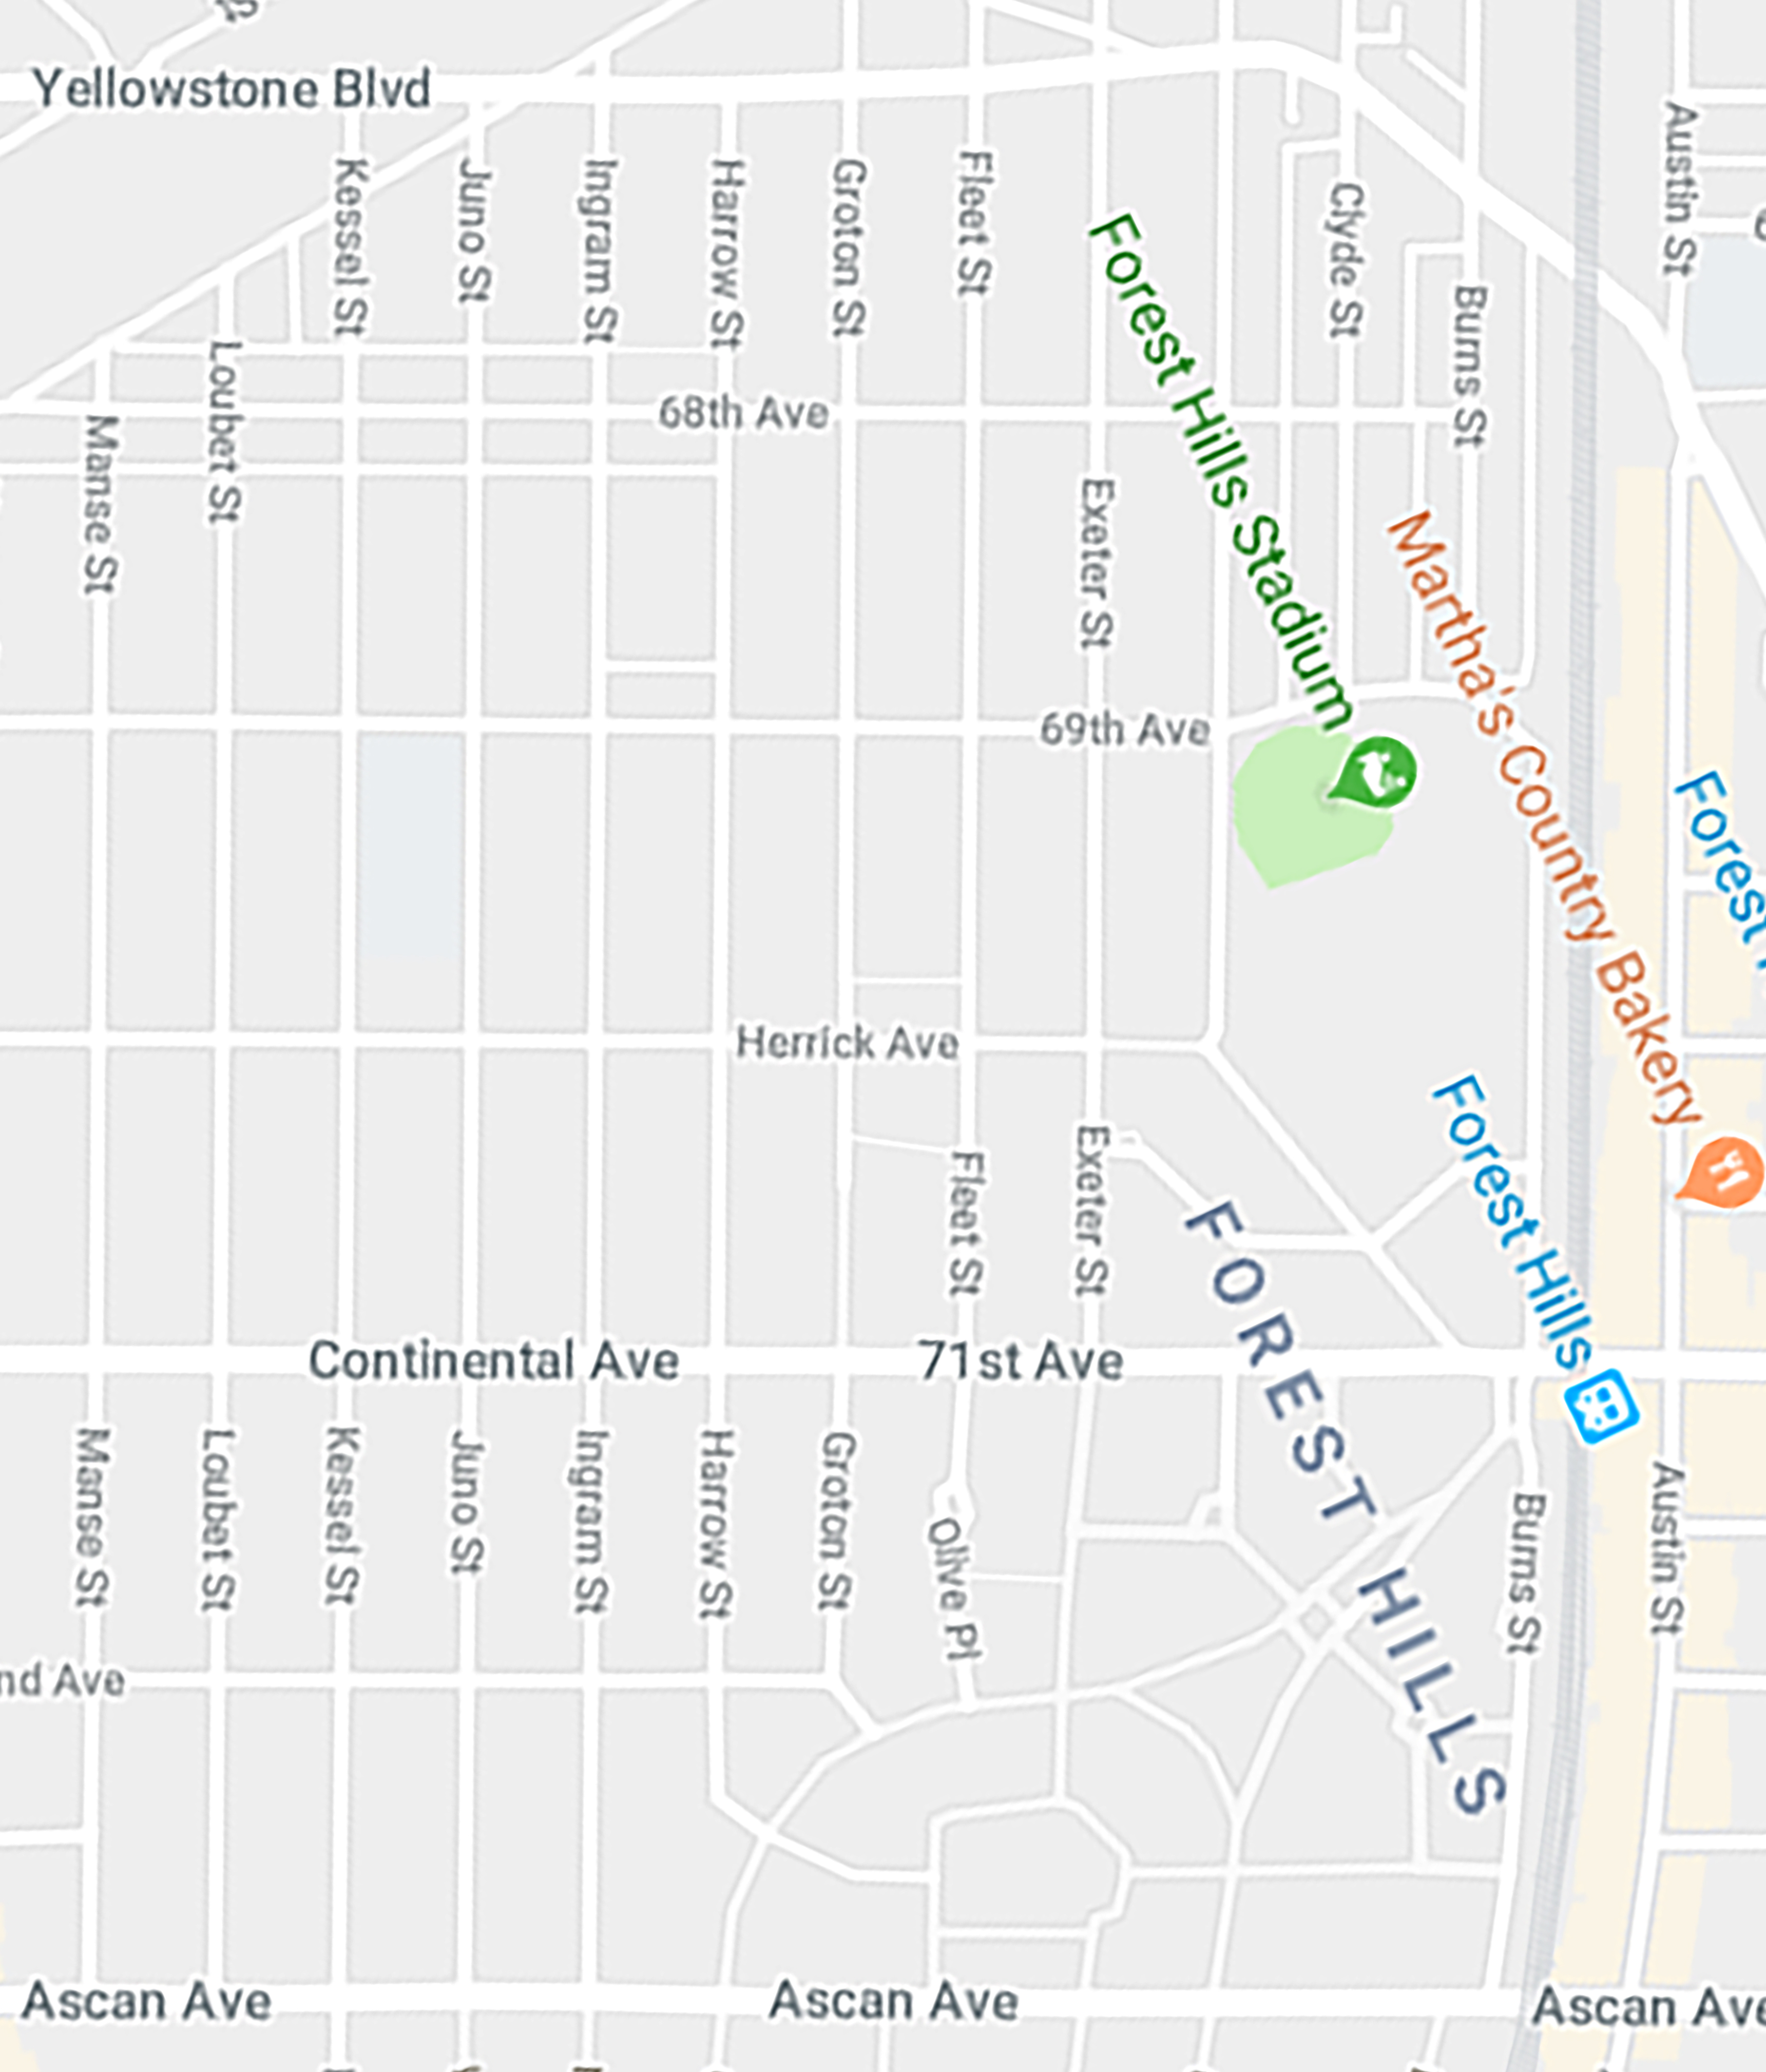 Yellowstone Blvd
Kessel St
Juno St
Ingram St
Harrow St
Groton St
Fleet St
Clyde St
Austin St
Burns St
Forest Hills Stadium
Loubet St
68th Ave
Manse St
Exeter St
Martha's Country Bakery
69th Ave
Forest
Herrick Ave
Forest Hills
Fleet St
Exeter St
FOREST HILLS
Continental Ave
71st Ave
Manse St
Loubet St
Kessel St
Juno St
Ingram St
Harrow St
Groton St
Olive Pl
Burns St
Austin St
nd Ave
Ascan Ave
Ascan Ave
Ascan Ave